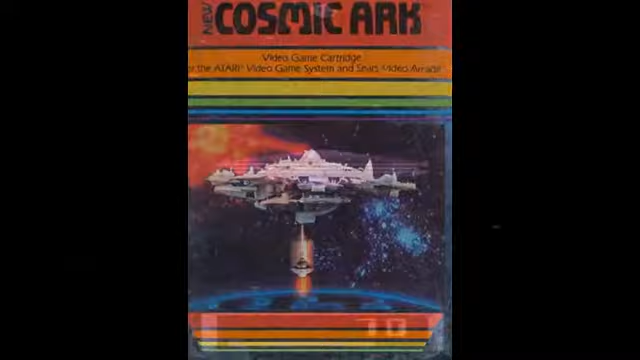 NEW
COSMIC ARK
Video Game Cartridge
r the ATARI® Video Game System and Sears Video Arcade